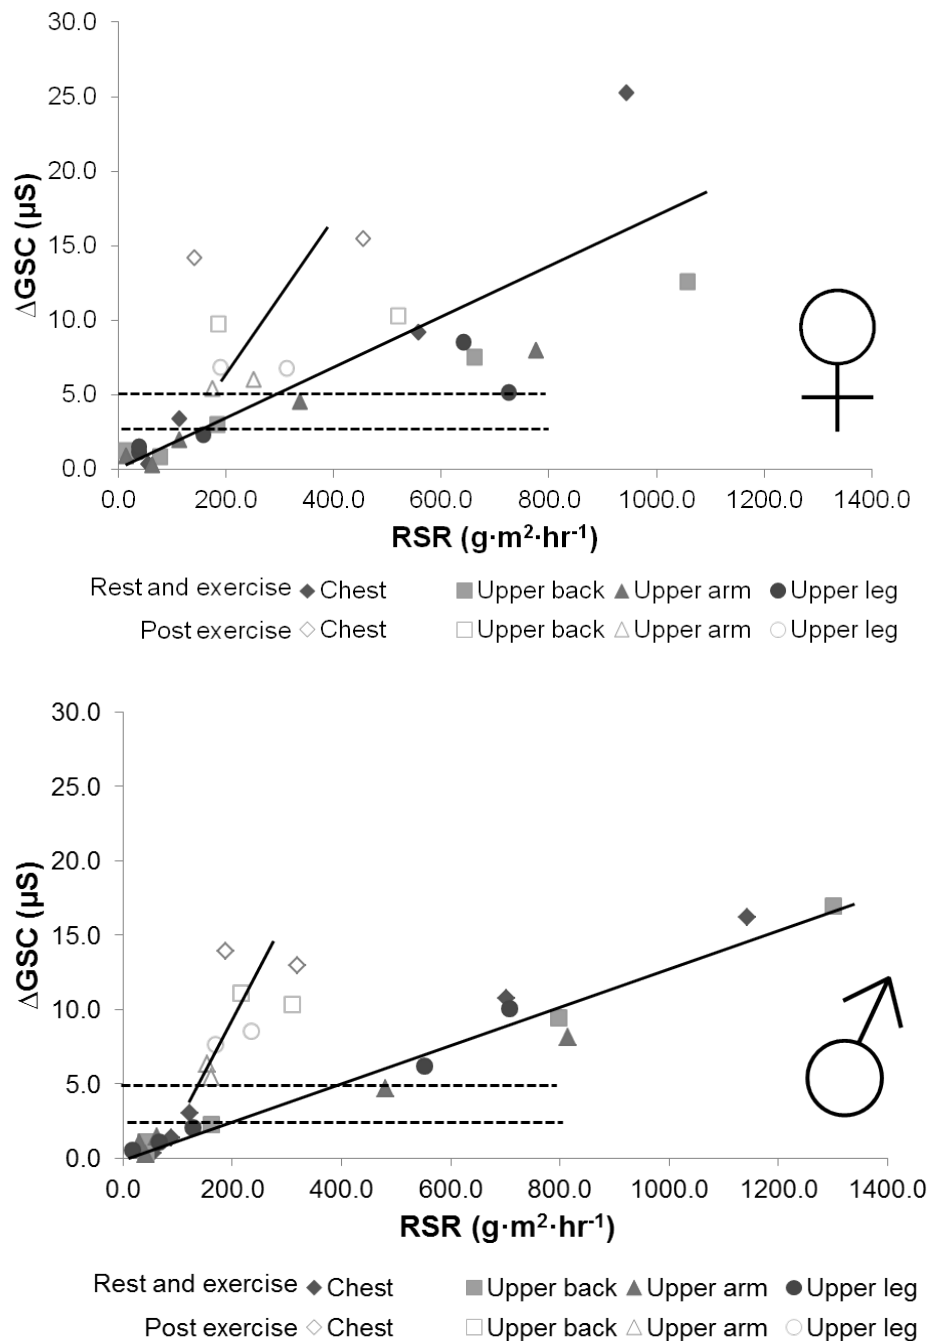 30.0
25.0
20.0
15.0
10.0
5.0
0.0
ΔGSC (µS)
0.0 200.0 400.0 600.0 800.0 1000.0 1200.0 1400.0
RSR (g·m²·hr⁻¹)
Rest and exercise Chest Upper back Upper arm Upper leg
Post exercise Chest Upper back Upper arm Upper leg
30.0
25.0
20.0
15.0
10.0
5.0
0.0
ΔGSC (µS)
0.0 200.0 400.0 600.0 800.0 1000.0 1200.0 1400.0
RSR (g·m²·hr⁻¹)
Rest and exercise Chest Upper back Upper arm Upper leg
Post exercise Chest Upper back Upper arm Upper leg